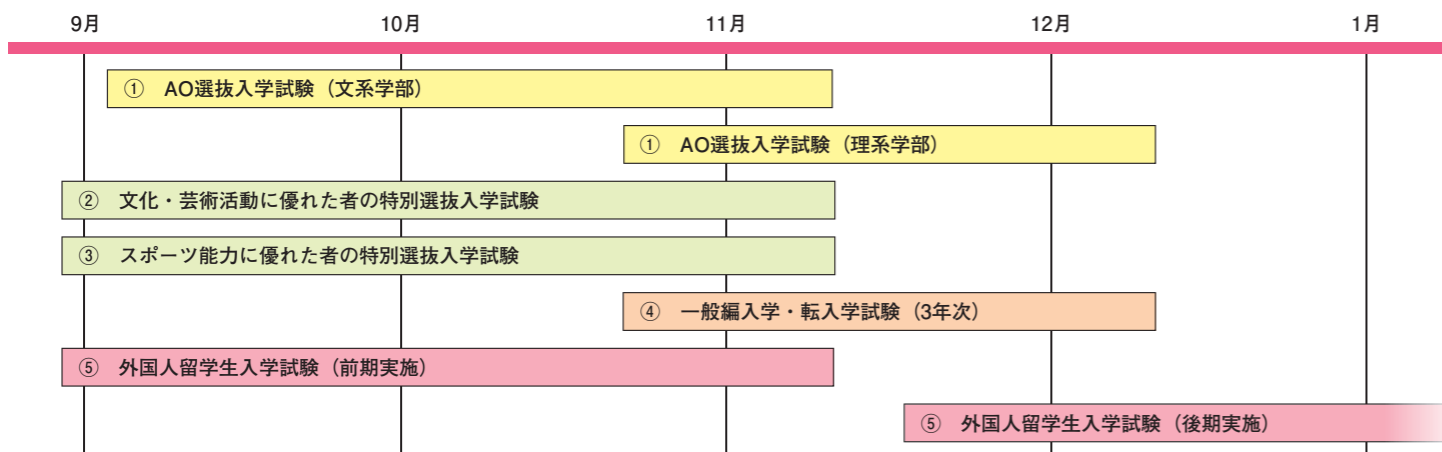 9月 10月 11月 12月 1月
① AO選抜入学試験（文系学部）
① AO選抜入学試験（理系学部）
② 文化・芸術活動に優れた者の特別選抜入学試験
③ スポーツ能力に優れた者の特別選抜入学試験
④ 一般編入学・転入学試験（3年次）
⑤ 外国人留学生入学試験（前期実施）
⑤ 外国人留学生入学試験（後期実施）